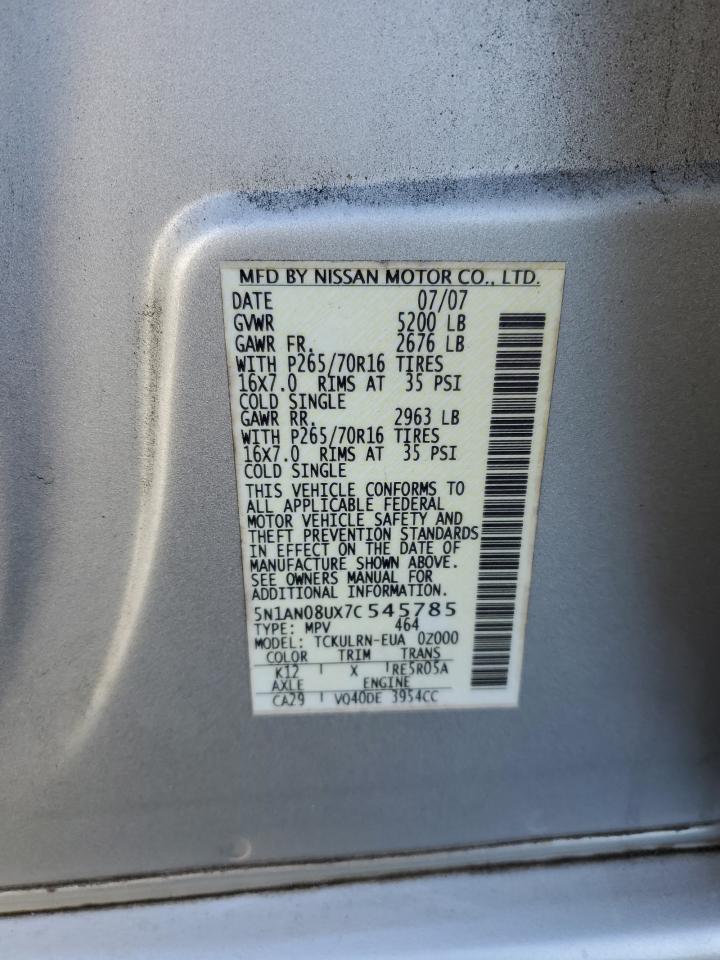 MFD BY NISSAN MOTOR CO., LTD.
DATE 07/07
GVWR 5200 LB
GAWR FR. 2676 LB
WITH P265/70R16 TIRES
16X7.0 RIMS AT 35 PSI
COLD SINGLE
GAWR RR. 2963 LB
WITH P265/70R16 TIRES
16X7.0 RIMS AT 35 PSI
COLD SINGLE
THIS VEHICLE CONFORMS TO
ALL APPLICABLE FEDERAL
MOTOR VEHICLE SAFETY AND
THEFT PREVENTION STANDARDS
IN EFFECT ON THE DATE OF
MANUFACTURE SHOWN ABOVE.
SEE OWNERS MANUAL FOR
ADDITIONAL INFORMATION.
5N1AN08UX7C545785
TYPE: MPV 464
MODEL: TCKULRN-EUA 0Z000
COLOR TRIM TRANS
K12 X RE5R05A
AXLE ENGINE
CA29 VQ40DE 3954CC